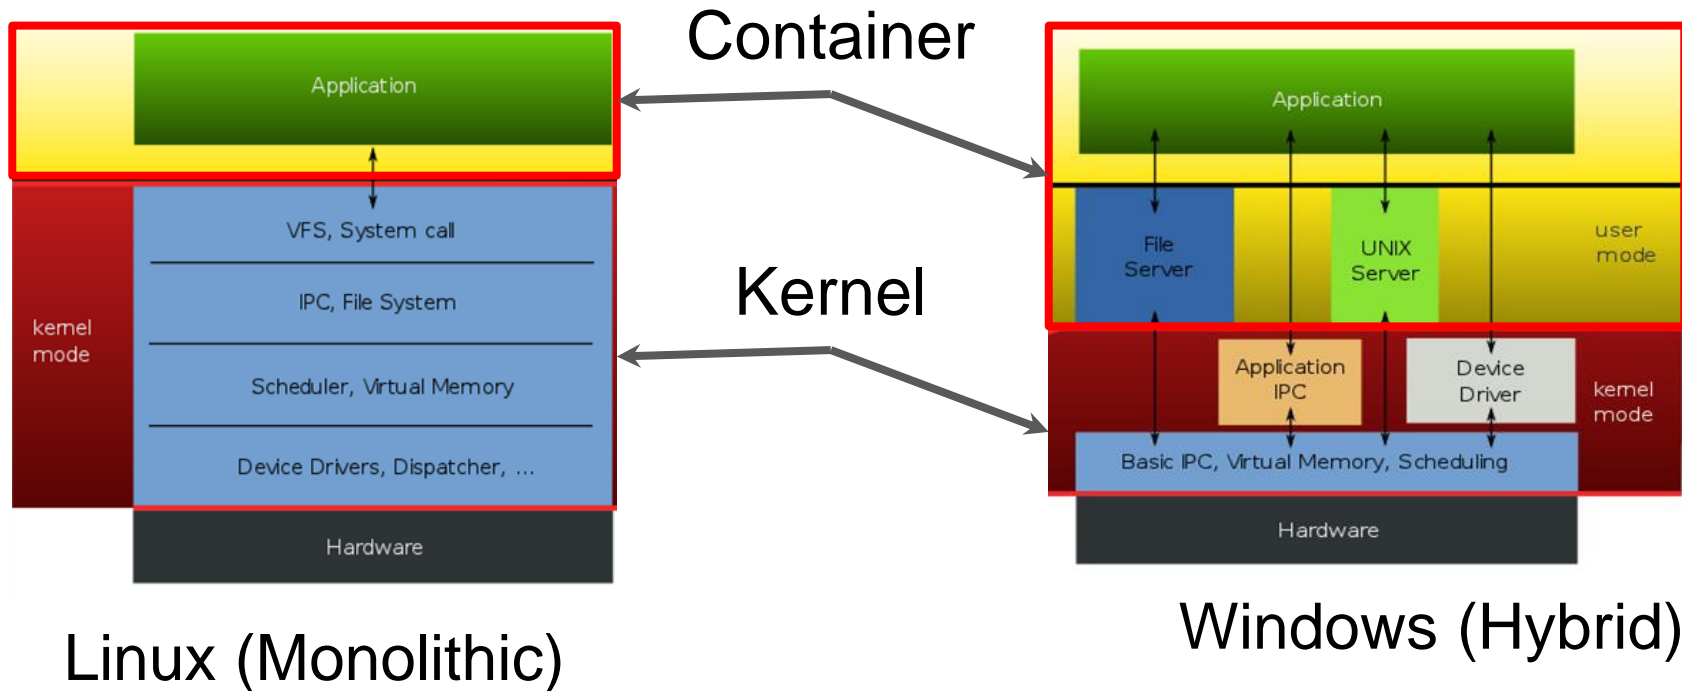 Container
Application
VFS, System call
IPC, File System
kernel
mode
Scheduler, Virtual Memory
Device Drivers, Dispatcher, ...
Hardware
Linux (Monolithic)
Kernel
Application
File
Server
UNIX
Server
user
mode
Application
IPC
Device
Driver
kernel
mode
Basic IPC, Virtual Memory, Scheduling
Hardware
Windows (Hybrid)